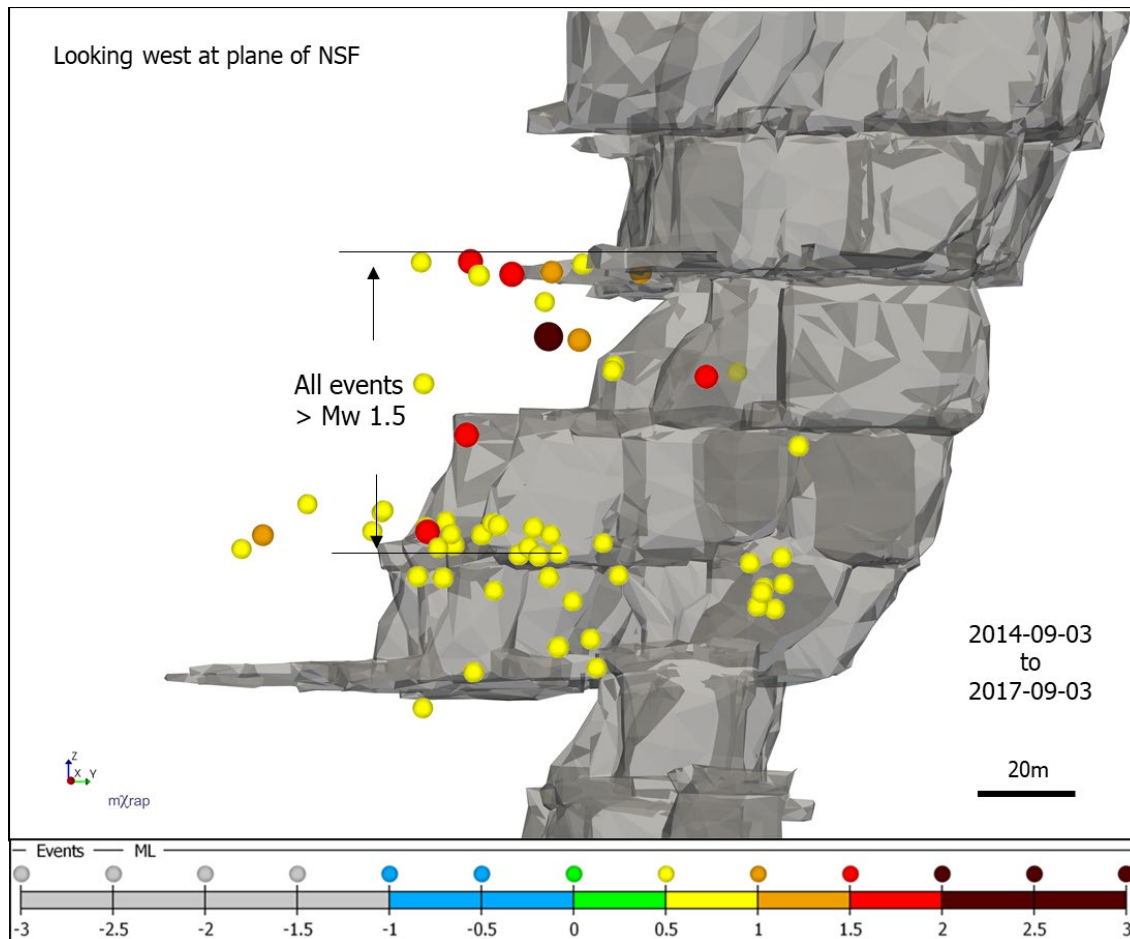 Looking west at plane of NSF
All events
> Mw 1.5
2014-09-03
to
2017-09-03
20m
Z
X Y
mXrap
Events ML
-3 -2.5 -2 -1.5 -1 -0.5 0 0.5 1 1.5 2 2.5 3